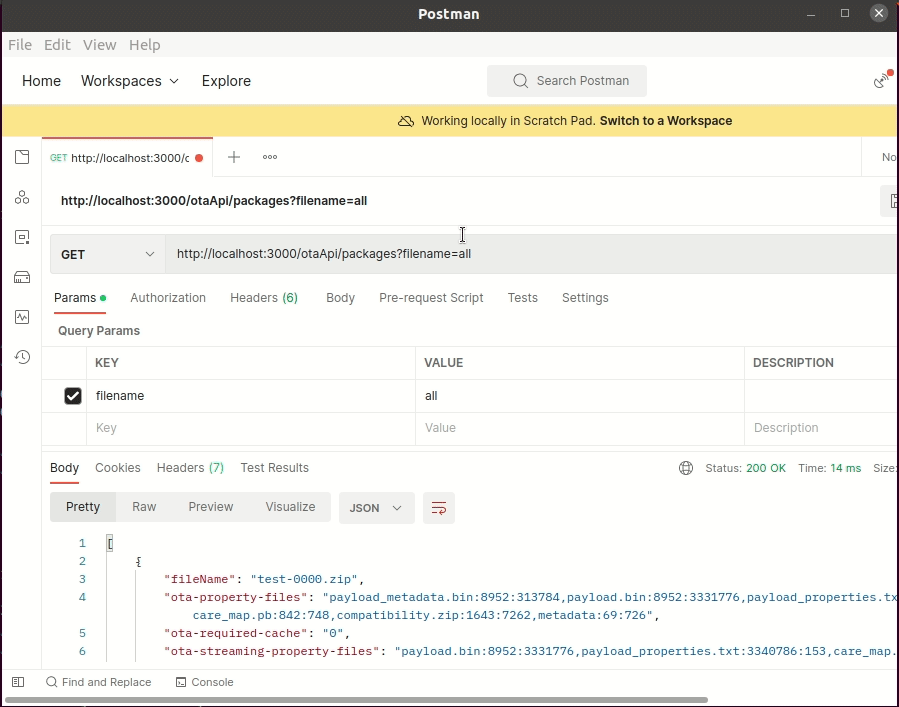 Postman
File Edit View Help
Home Workspaces Explore Search Postman
Working locally in Scratch Pad. Switch to a Workspace
GET http://localhost:3000/c No
http://localhost:3000/otaApi/packages?filename=all
GET http://localhost:3000/otaApi/packages?filename=all
Params Authorization Headers (6) Body Pre-request Script Tests Settings
Query Params
KEY VALUE DESCRIPTION
filename all
Key Value Description
Body Cookies Headers (7) Test Results Status: 200 OK Time: 14 ms Size:
Pretty Raw Preview Visualize JSON
1 [
2 {
3 "fileName": "test-0000.zip",
4 "ota-property-files": "payload_metadata.bin:8952:313784,payload.bin:8952:3331776,payload_properties.tx
care_map.pb:842:748,compatibility.zip:1643:7262,metadata:69:726",
5 "ota-required-cache": "0",
6 "ota-streaming-property-files": "payload.bin:8952:3331776,payload_properties.txt:3340786:153,care_map.
Find and Replace Console